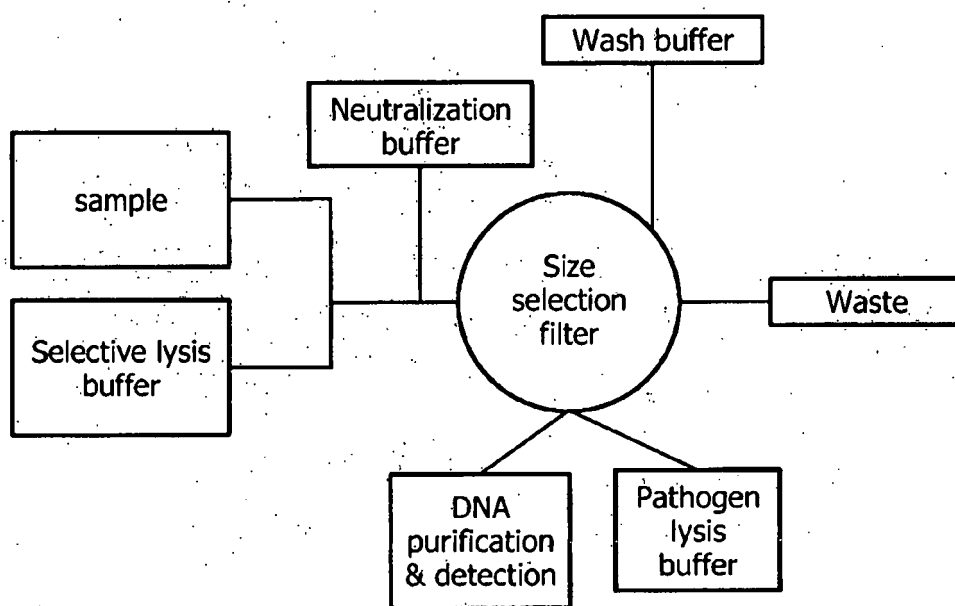 Wash buffer
Neutralization
buffer
sample
Size
selection
filter
Waste
Selective lysis
buffer
DNA
purification
& detection
Pathogen
lysis
buffer